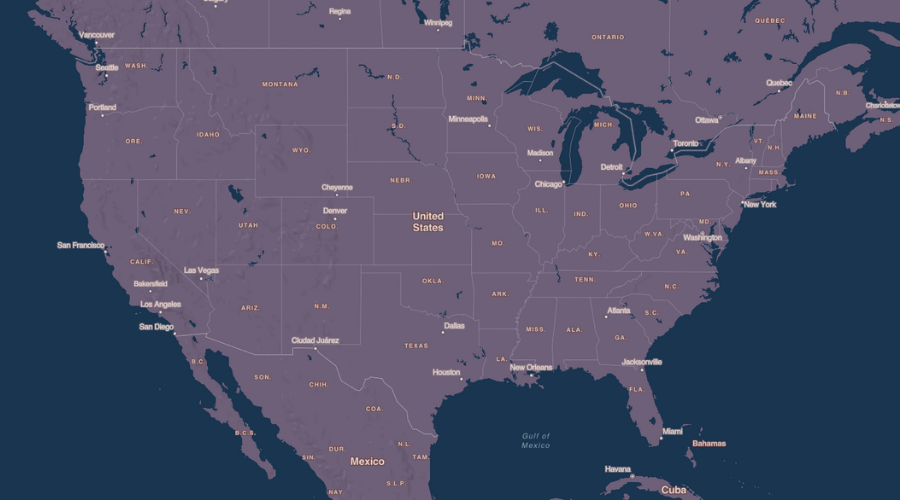 Regina
Winnipeg
QUÉBEC
Vancouver
ONTARIO
Seattle
WASH.
MONTANA
N.D.
Quebec
N.B.
MINN.
Portland
Charlottetown
Minneapolis
Ottawa
MAINE
N.S.
ORE.
IDAHO
S.D.
WIS.
MICH.
Toronto
VT.
N.H.
WYO.
Madison
Detroit
N.Y.
Albany
MASS.
Cheyenne
NEBR
IOWA
Chicago
PA.
NEV.
UTAH
Denver
COLO.
United
States
ILL.
IND.
OHIO
New York
MD.
Washington
San Francisco
CALIF.
MO.
KY.
W.VA.
VA.
Las Vegas
Bakersfield
OKLA
TENN.
N.C.
Los Angeles
ARIZ.
N.M.
ARK.
Atlanta
S.C.
San Diego
Dallas
MISS.
ALA.
GA.
Ciudad Juárez
TEXAS
B.C.
LA.
Jacksonville
SON.
CHIH.
Houston
New Orleans
FLA.
COA.
B.C.S.
Gulf of
Mexico
Miami
Bahamas
N.L.
DUR.
SIN.
Mexico
TAM.
Havana
S.L.P.
NAY.
Cuba